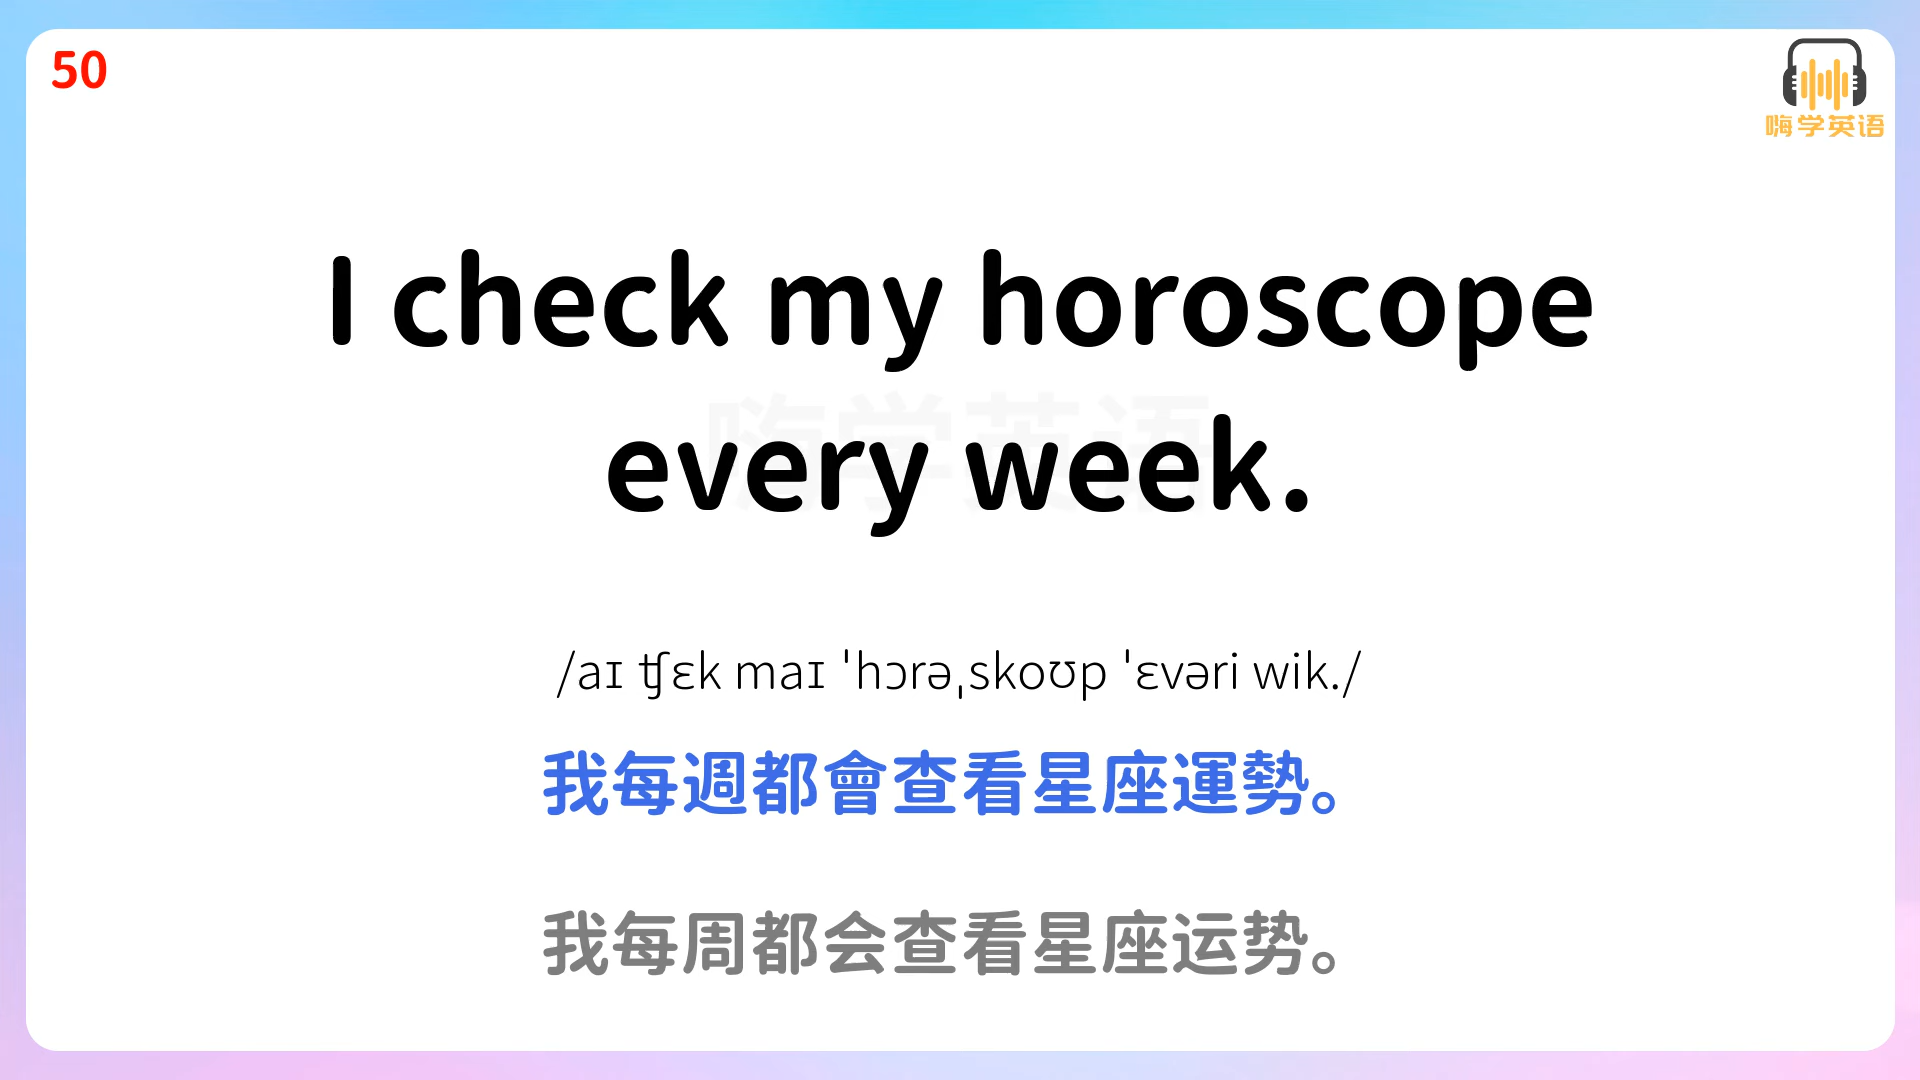 50
嗨学英语
I check my horoscope
every week.
/aɪ ʧɛk maɪ ˈhɔrəˌskoʊp ˈɛvəri wik./
我每週都會查看星座運勢。
我每周都会查看星座运势。